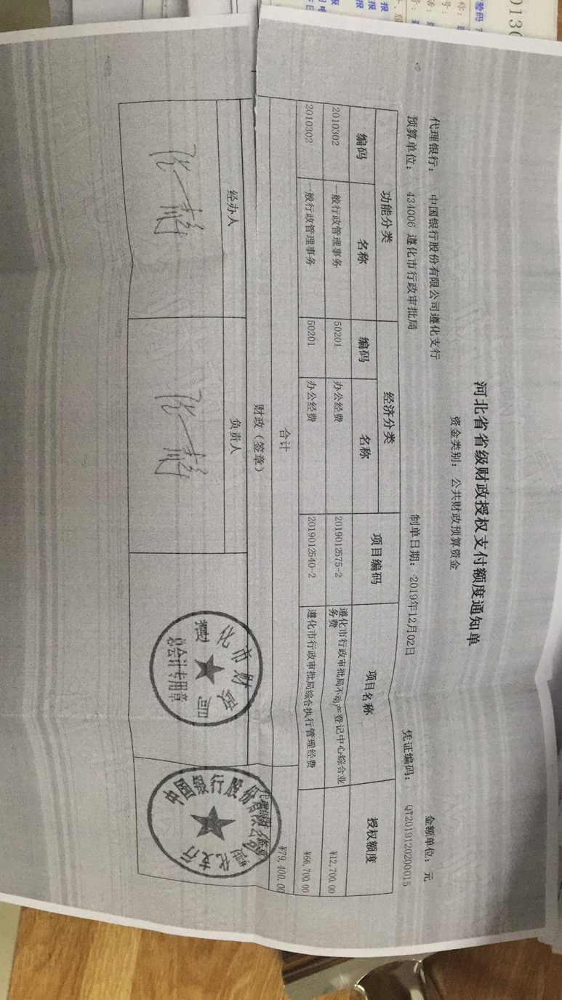 河北省省级财政授权支付额度通知单
资金类别： 公共财政预算资金
金额单位： 元
代理银行： 中国银行股份有限公司遵化支行
预算单位： 434006 遵化市行政审批局 制单日期： 2019年12月02日 凭证编码： QT2019120200015
功能分类 经济分类 项目编码 项目名称 授权额度
编码 名称 编码 名称
2010302 一般行政管理事务 50201 办公经费 2019012575-2 遵化市行政审批局不动产登记中心综合业务费 ¥12,700.00
2010302 一般行政管理事务 50201 办公经费 2019012540-2 遵化市行政审批局综合执行管理经费 ¥66,700.00
合计 ¥79,400.00
财政（签章）
经办人 负责人
遵化市财政局
总会计专用章
中国银行股份有限公司
遵化支行